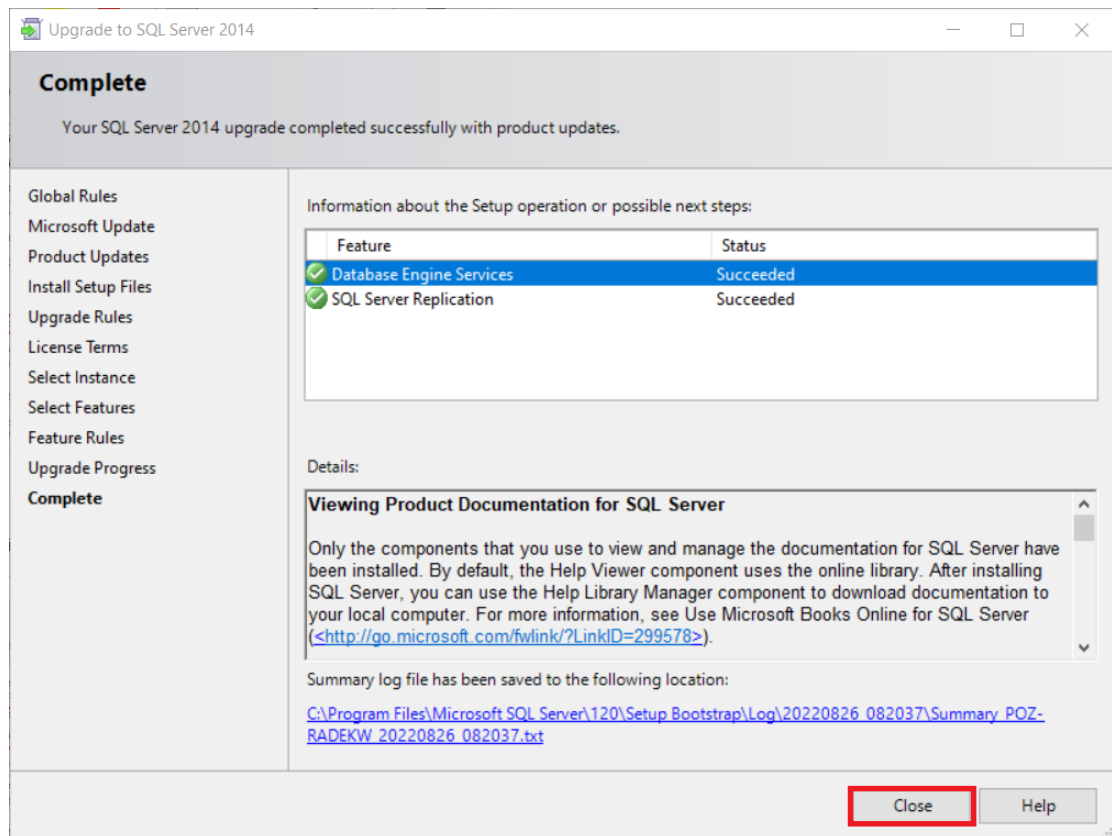 Upgrade to SQL Server 2014
Complete
Your SQL Server 2014 upgrade completed successfully with product updates.
Global Rules
Microsoft Update
Product Updates
Install Setup Files
Upgrade Rules
License Terms
Select Instance
Select Features
Feature Rules
Upgrade Progress
Complete
Information about the Setup operation or possible next steps:
Feature Status
Database Engine Services Succeeded
SQL Server Replication Succeeded
Details:
Viewing Product Documentation for SQL Server
Only the components that you use to view and manage the documentation for SQL Server have
been installed. By default, the Help Viewer component uses the online library. After installing
SQL Server, you can use the Help Library Manager component to download documentation to
your local computer. For more information, see Use Microsoft Books Online for SQL Server
(<http://go.microsoft.com/fwlink/?LinkID=299578>).
Summary log file has been saved to the following location:
C:\Program Files\Microsoft SQL Server\120\Setup Bootstrap\Log\20220826_082037\Summary_POZ-
RADEKW_20220826_082037.txt
Close Help